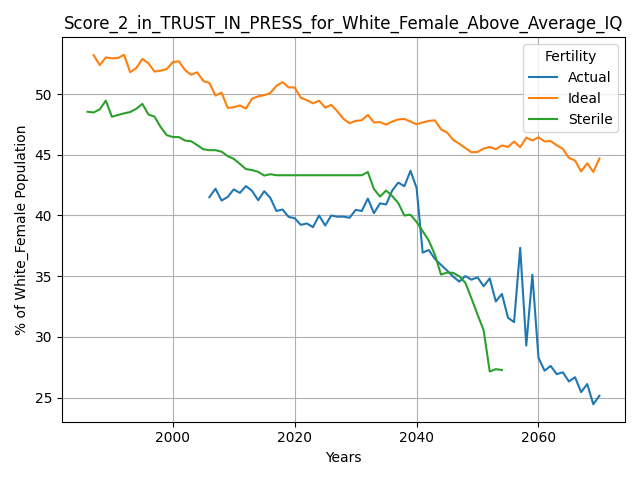 Score_2_in_TRUST_IN_PRESS_for_White_Female_Above_Average_IQ
Fertility
Actual
Ideal
Sterile
% of White_Female Population
50
45
40
35
30
25
2000 2020 2040 2060
Years